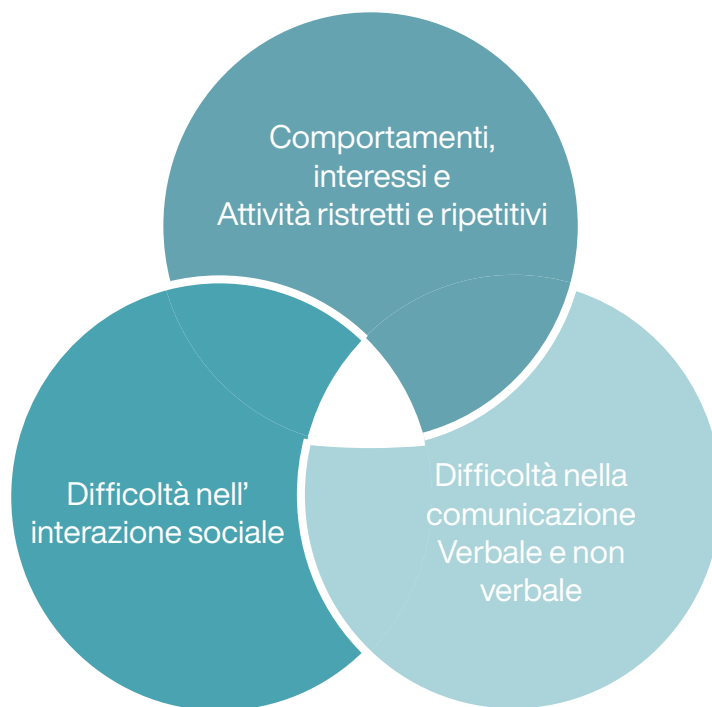 Comportamenti,
interessi e
Attività ristretti e ripetitivi
Difficoltà nell'
interazione sociale
Difficoltà nella
comunicazione
Verbale e non
verbale